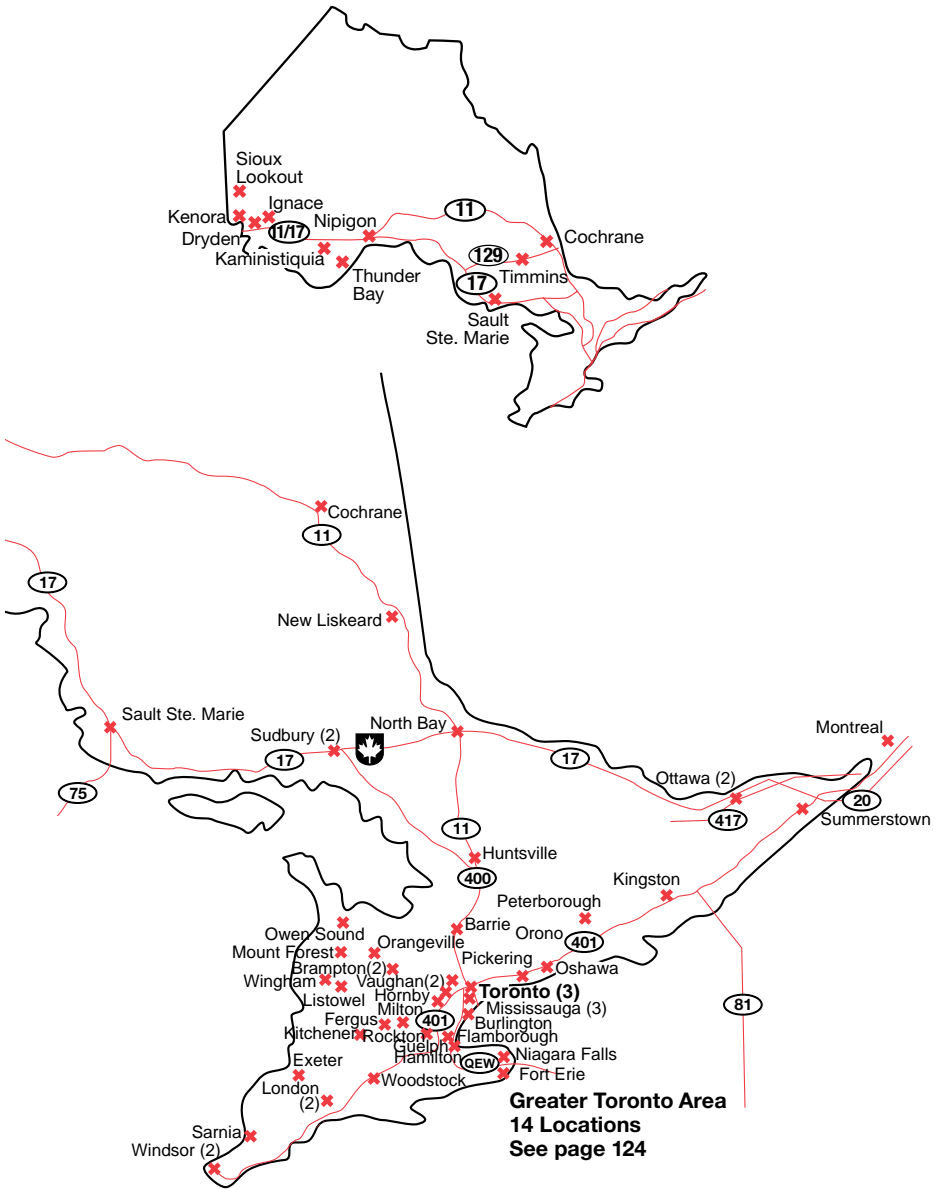 Sioux
Lookout
Ignace
Kenora
Nipigon
11
Dryden
11/17
Cochrane
Kaministiquia
129
Thunder
Bay
17
Timmins
Sault
Ste. Marie
Cochrane
11
17
New Liskeard
Sault Ste. Marie
North Bay
Sudbury (2)
Montreal
17
17
75
Ottawa (2)
20
417
Summerstown
11
Huntsville
400
Kingston
Peterborough
Barrie
Orono
Owen Sound
401
Mount Forest
Orangeville
Pickering
Brampton(2)
Oshawa
Wingham
Vaughan(2)
Toronto (3)
Listowel
Hornby
81
Milton
Mississauga (3)
Fergus
401
Burlington
Kitchener
Rockton
Flamborough
Guelph
Hamilton
QEW
Niagara Falls
Exeter
Fort Erie
London
(2)
Woodstock
Greater Toronto Area
14 Locations
See page 124
Sarnia
Windsor (2)